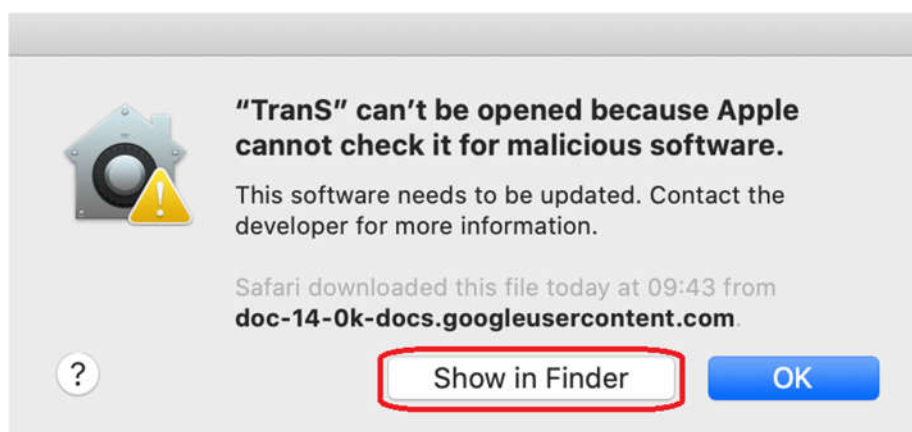 “TranS” can’t be opened because Apple
cannot check it for malicious software.
This software needs to be updated. Contact the
developer for more information.
Safari downloaded this file today at 09:43 from
doc-14-0k-docs.googleusercontent.com.
?
Show in Finder
OK